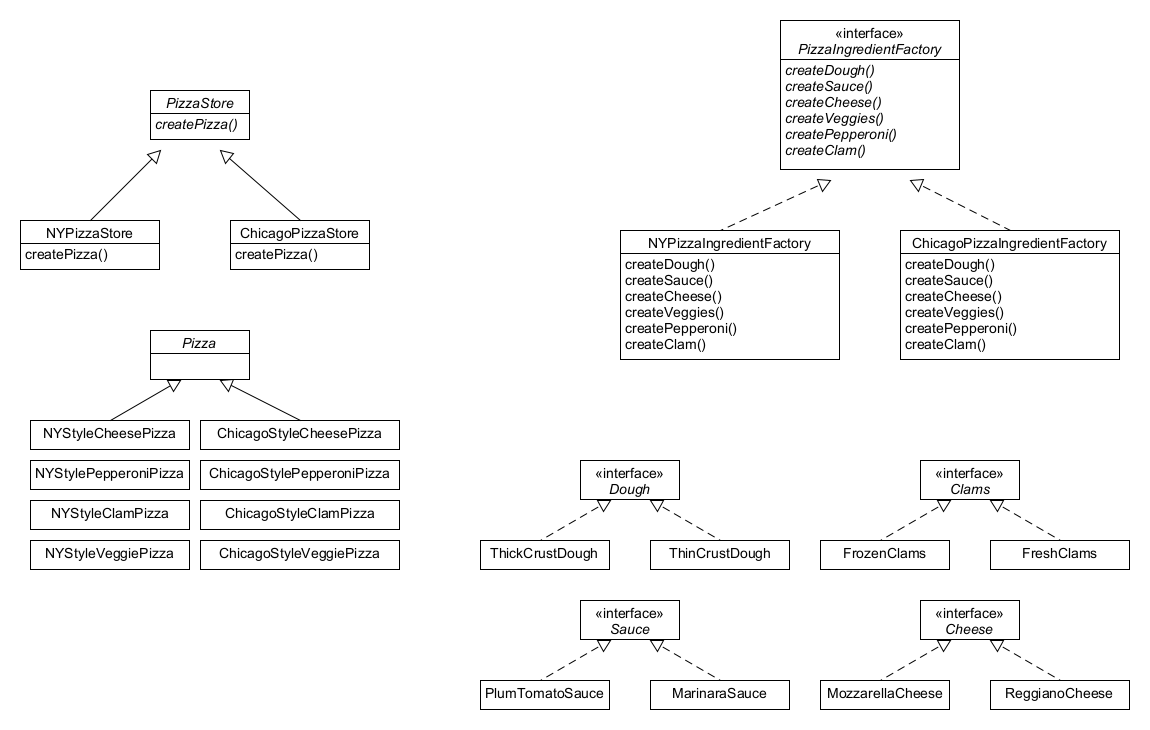 PizzaStore
createPizza()
NYPizzaStore
createPizza()
ChicagoPizzaStore
createPizza()
Pizza
NYStyleCheesePizza
ChicagoStyleCheesePizza
NYStylePepperoniPizza
ChicagoStylePepperoniPizza
NYStyleClamPizza
ChicagoStyleClamPizza
NYStyleVeggiePizza
ChicagoStyleVeggiePizza
«interface»
PizzaIngredientFactory
createDough()
createSauce()
createCheese()
createVeggies()
createPepperoni()
createClam()
NYPizzaIngredientFactory
createDough()
createSauce()
createCheese()
createVeggies()
createPepperoni()
createClam()
ChicagoPizzaIngredientFactory
createDough()
createSauce()
createCheese()
createVeggies()
createPepperoni()
createClam()
«interface»
Dough
ThickCrustDough
ThinCrustDough
«interface»
Clams
FrozenClams
FreshClams
«interface»
Sauce
PlumTomatoSauce
MarinaraSauce
«interface»
Cheese
MozzarellaCheese
ReggianoCheese